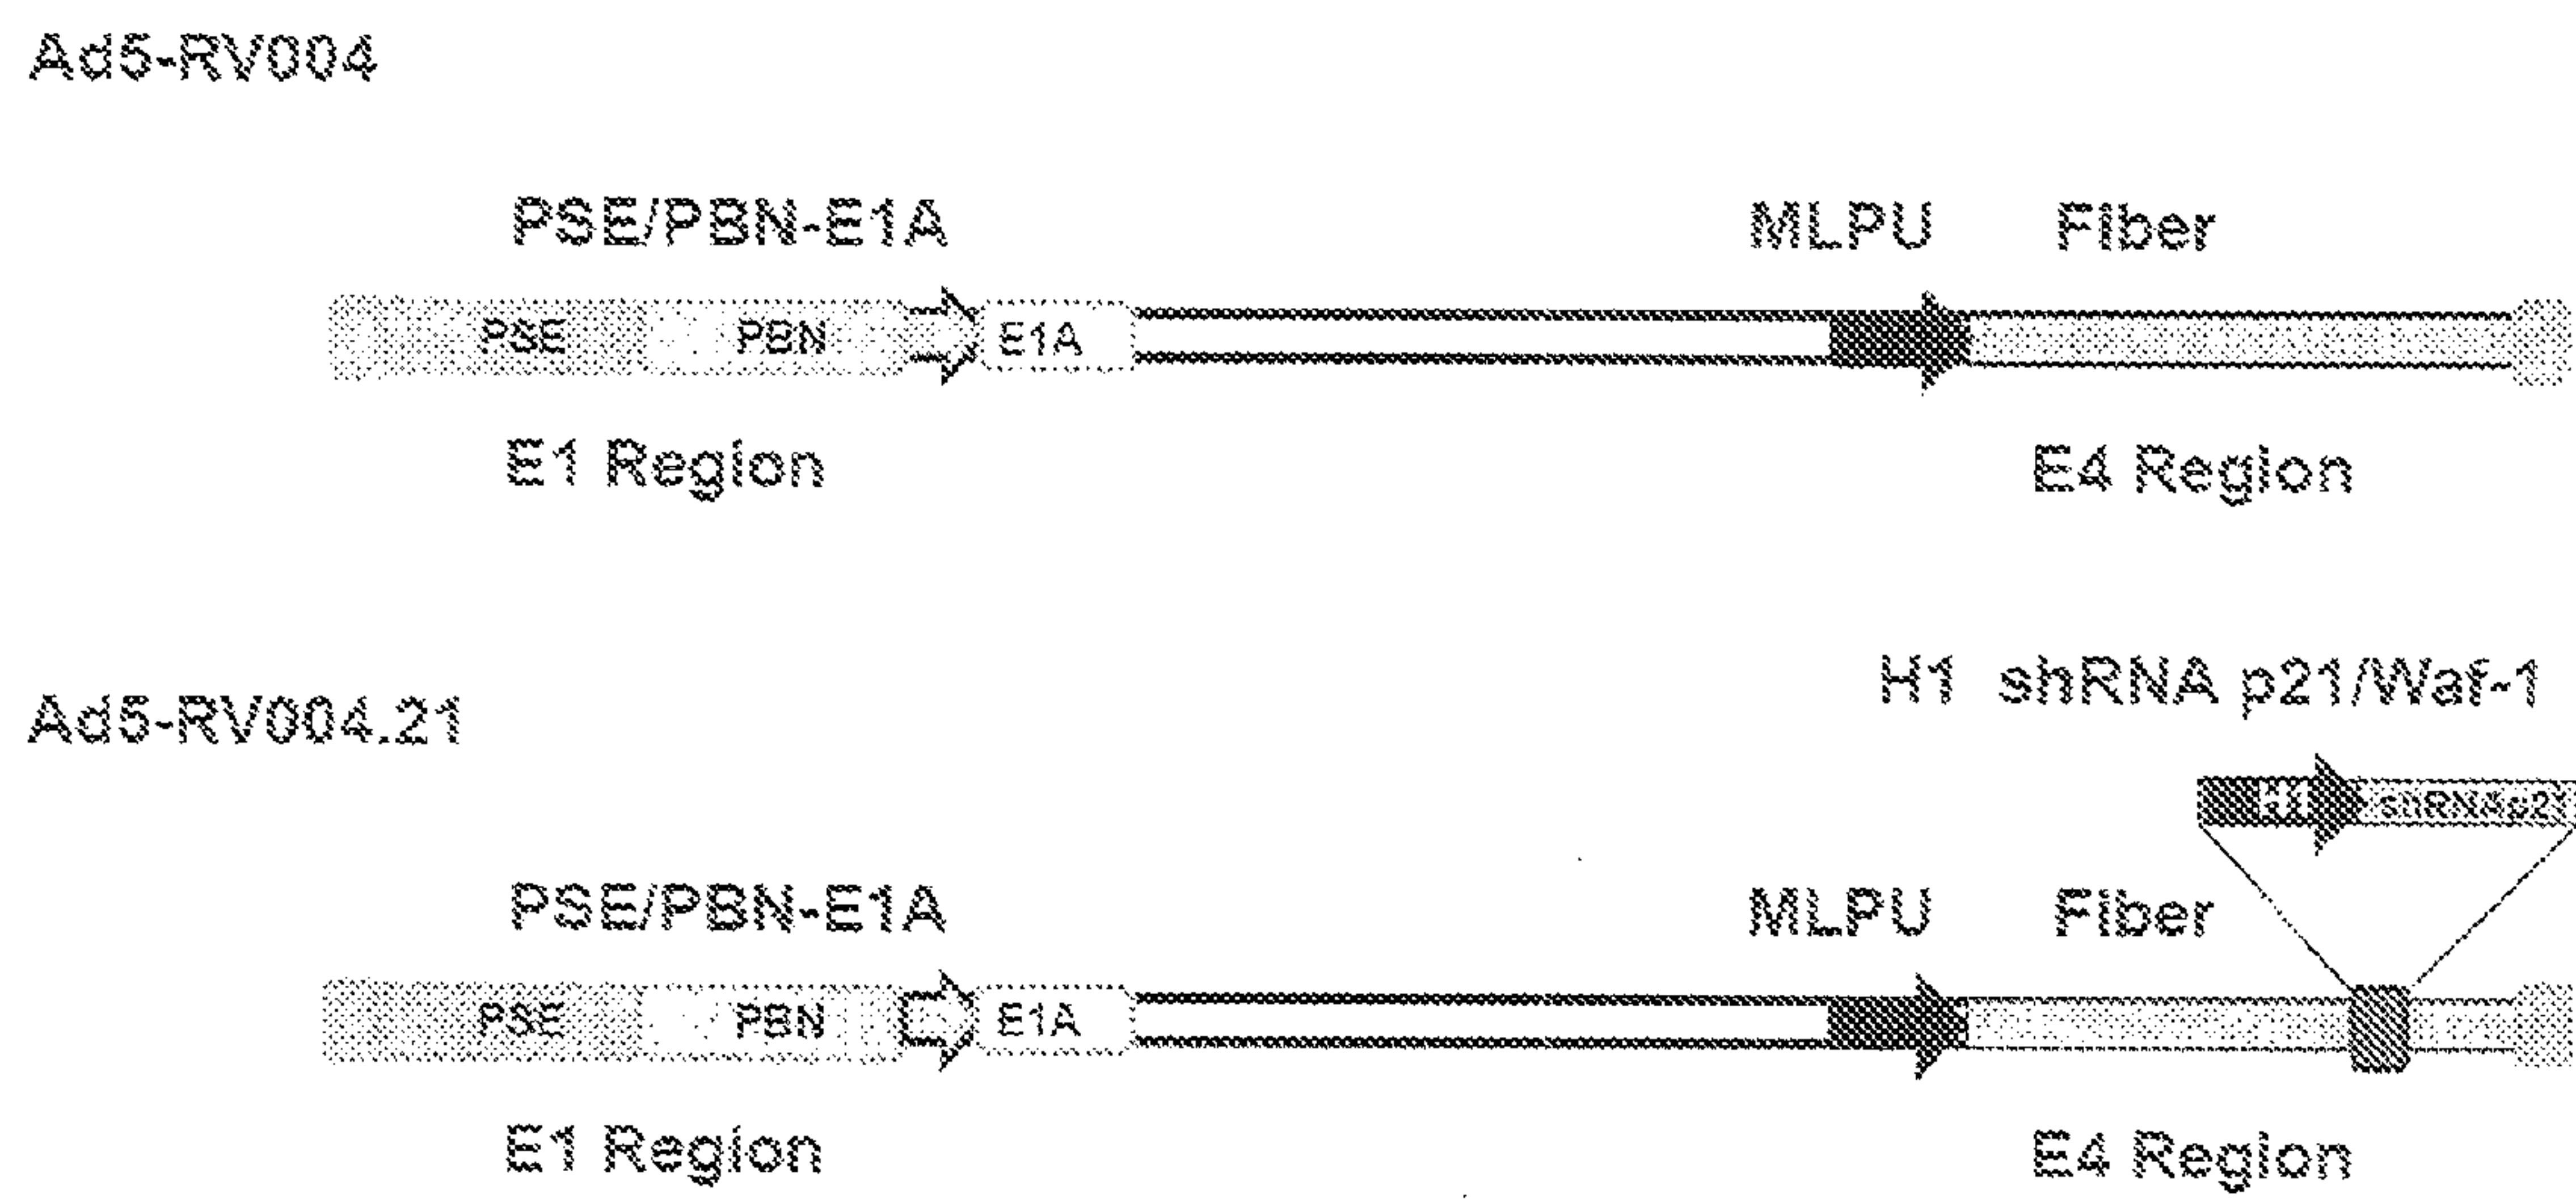 Ad5-RV004
PSE/PBN-E1A MLPU Fiber
PSE PBN E1A
E1 Region E4 Region
H1 shRNA p21/Waf-1
Ad5-RV004.21
H1 shRNAp21
PSE/PBN-E1A MLPU Fiber
PSE PBN E1A
E1 Region E4 Region